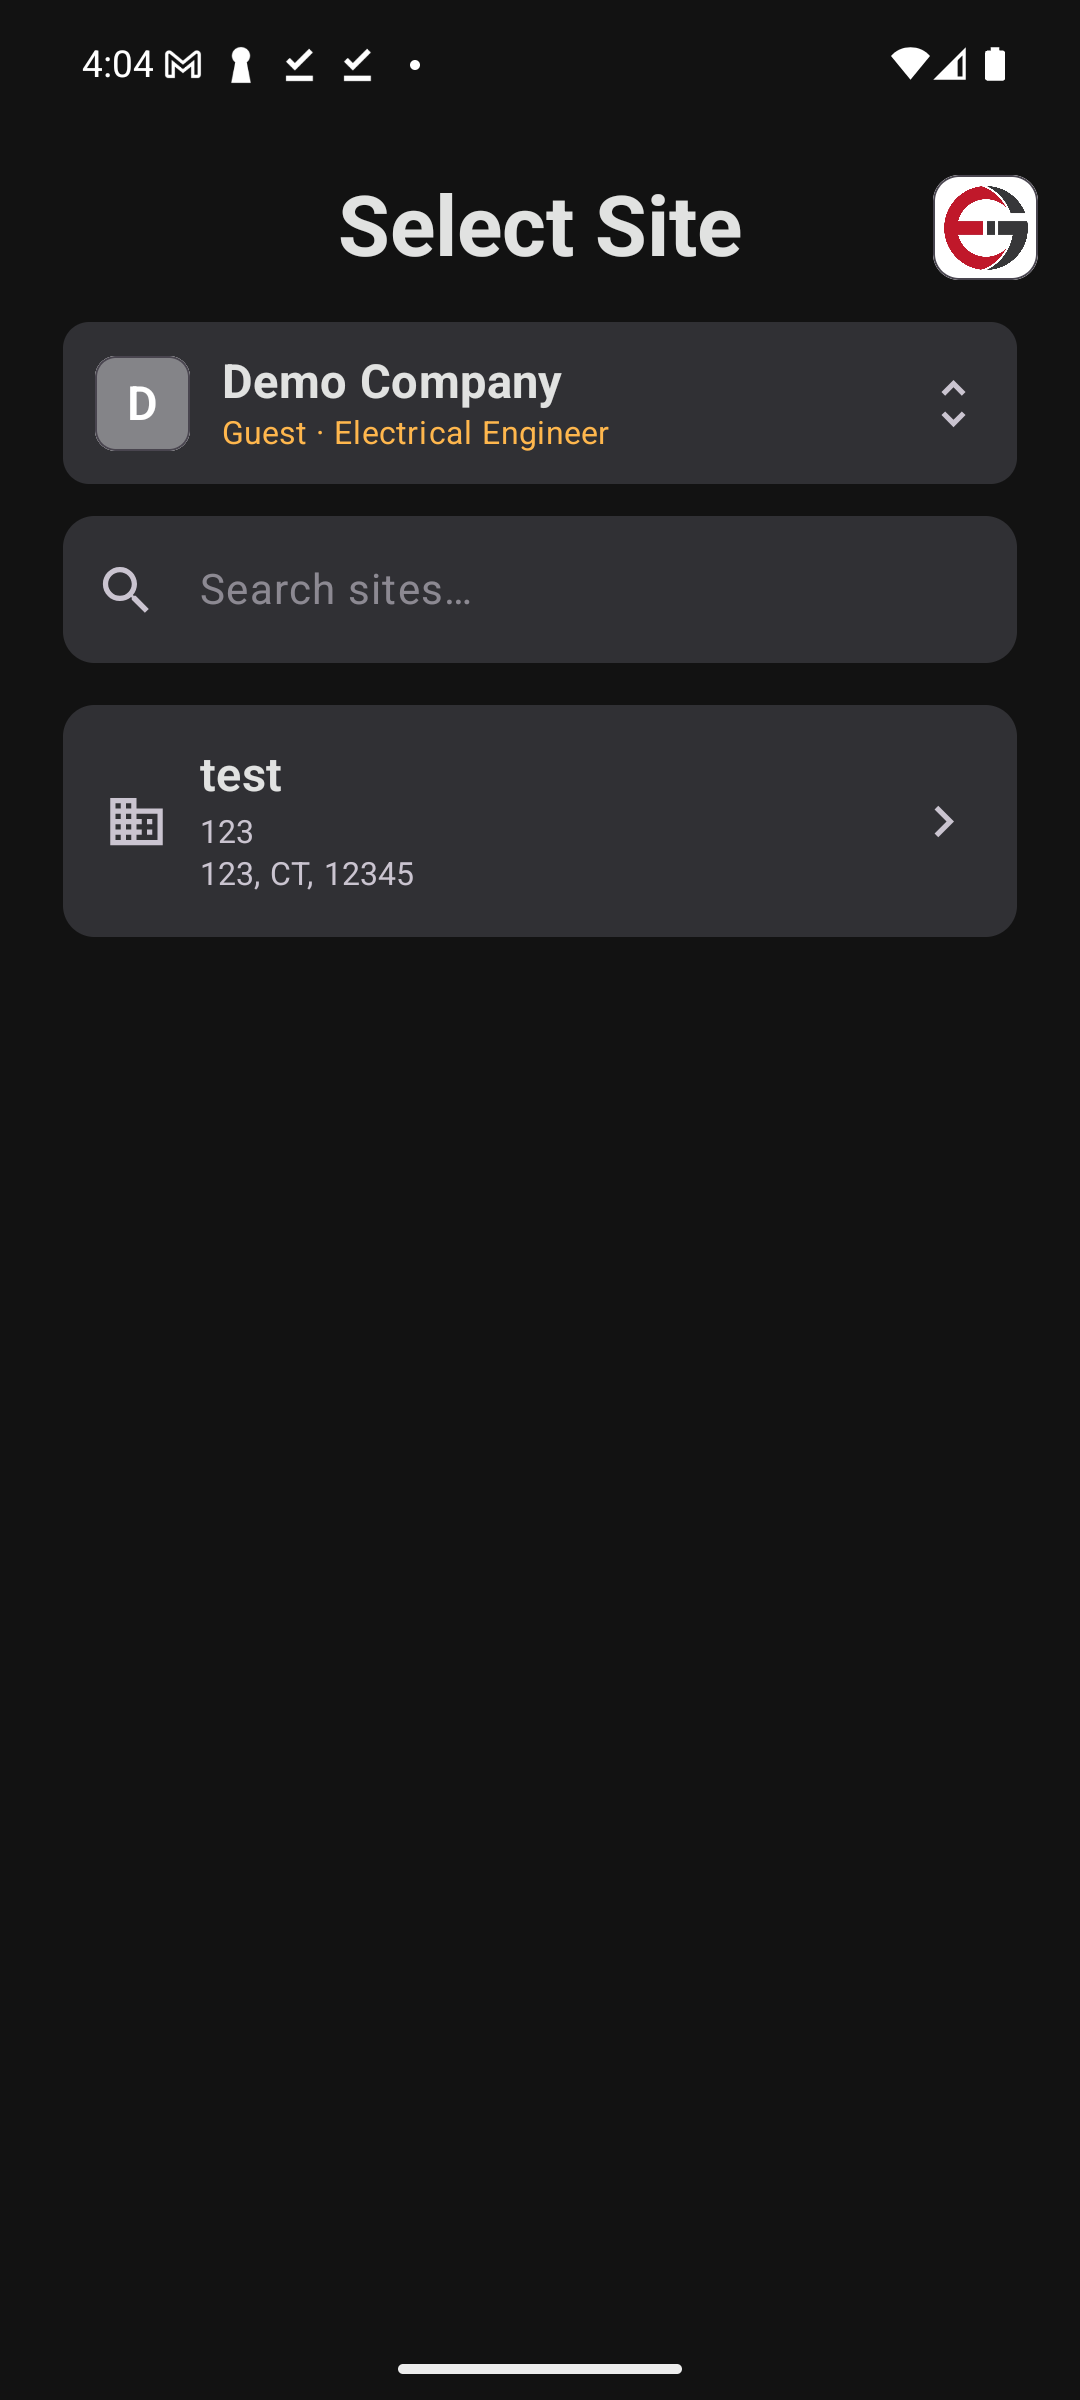 4:04
Select Site
D
Demo Company
Guest · Electrical Engineer
Search sites…
test
123
123, CT, 12345